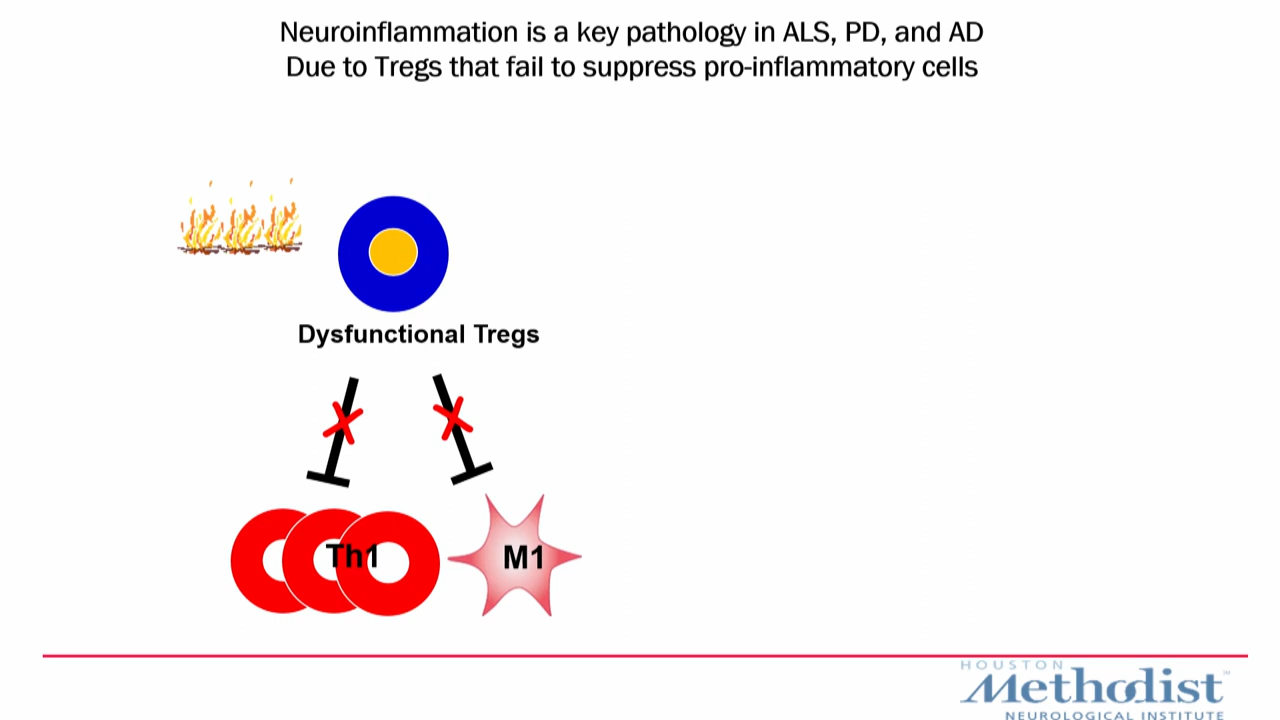 Neuroinflammation is a key pathology in ALS, PD, and AD
Due to Tregs that fail to suppress pro-inflammatory cells
Dysfunctional Tregs
Th1
M1
HOUSTON
Methodist
NEUROLOGICAL INSTITUTE